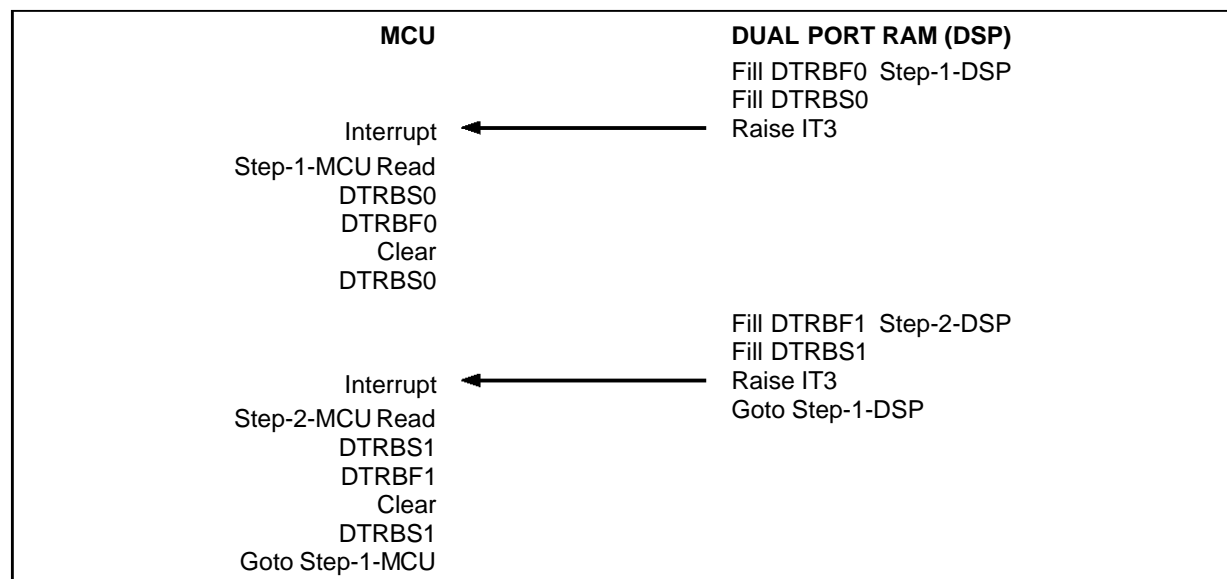 MCU DUAL PORT RAM (DSP)
Fill DTRBF0 Step-1-DSP
Fill DTRBS0
Interrupt Raise IT3
Step-1-MCU Read
DTRBS0
DTRBF0
Clear
DTRBS0
Fill DTRBF1 Step-2-DSP
Fill DTRBS1
Interrupt Raise IT3
Goto Step-1-DSP
Step-2-MCU Read
DTRBS1
DTRBF1
Clear
DTRBS1
Goto Step-1-MCU